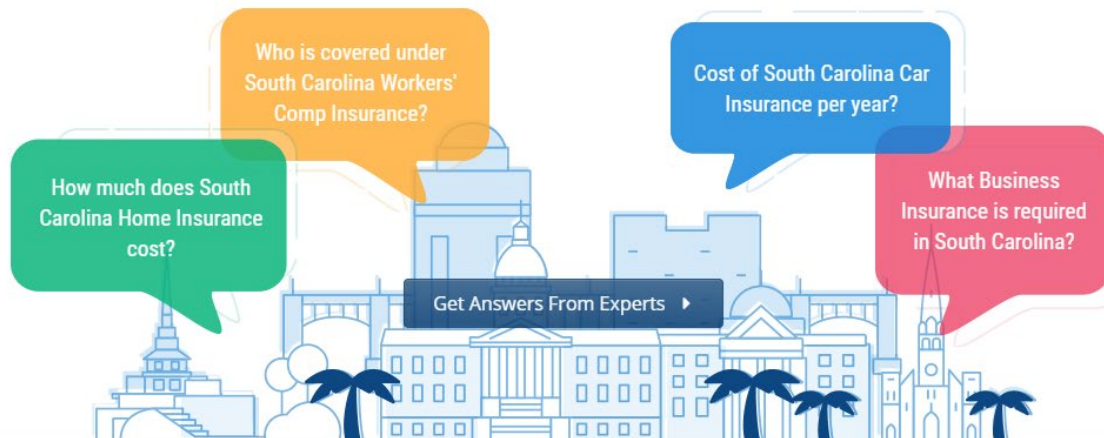 Who is covered under
South Carolina Workers'
Comp Insurance?
Cost of South Carolina Car
Insurance per year?
How much does South
Carolina Home Insurance
cost?
What Business
Insurance is required
in South Carolina?
Get Answers From Experts